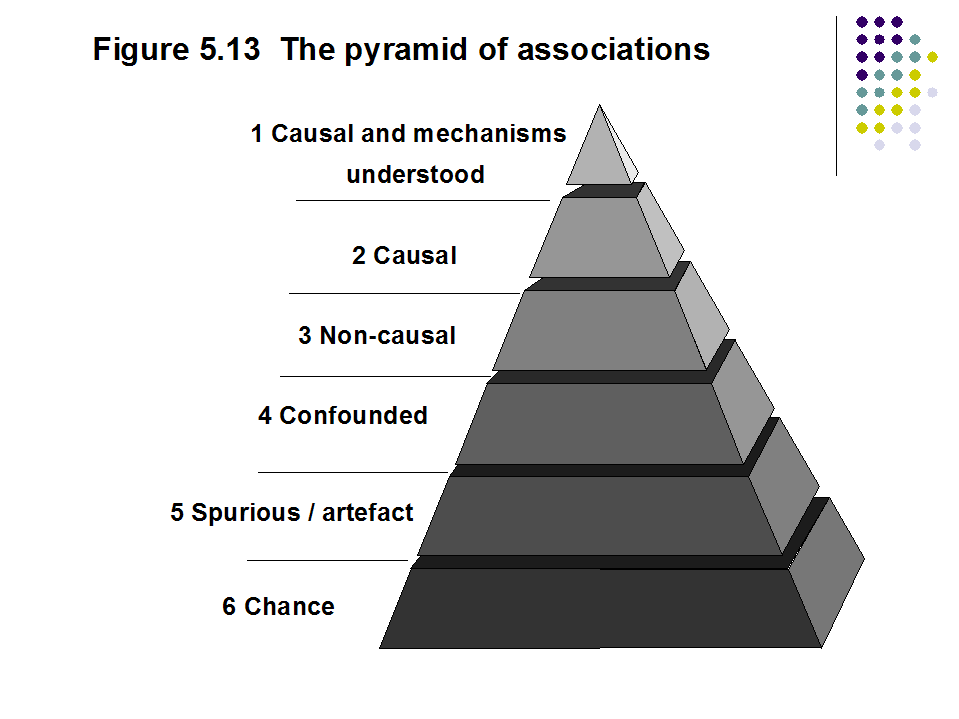 Figure 5.13  The pyramid of associations
1 Causal and mechanisms
understood
2 Causal
3 Non-causal
4 Confounded
5 Spurious / artefact
6 Chance